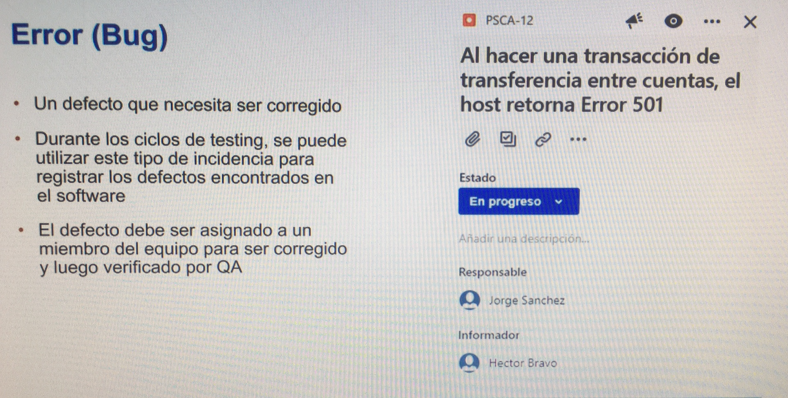 Error (Bug)
• Un defecto que necesita ser corregido
• Durante los ciclos de testing, se puede
utilizar este tipo de incidencia para
registrar los defectos encontrados en
el software
• El defecto debe ser asignado a un
miembro del equipo para ser corregido
y luego verificado por QA
PSCA-12
Al hacer una transacción de
transferencia entre cuentas, el
host retorna Error 501
Estado
En progreso
Añadir una descripción...
Responsable
Jorge Sanchez
Informador
Hector Bravo